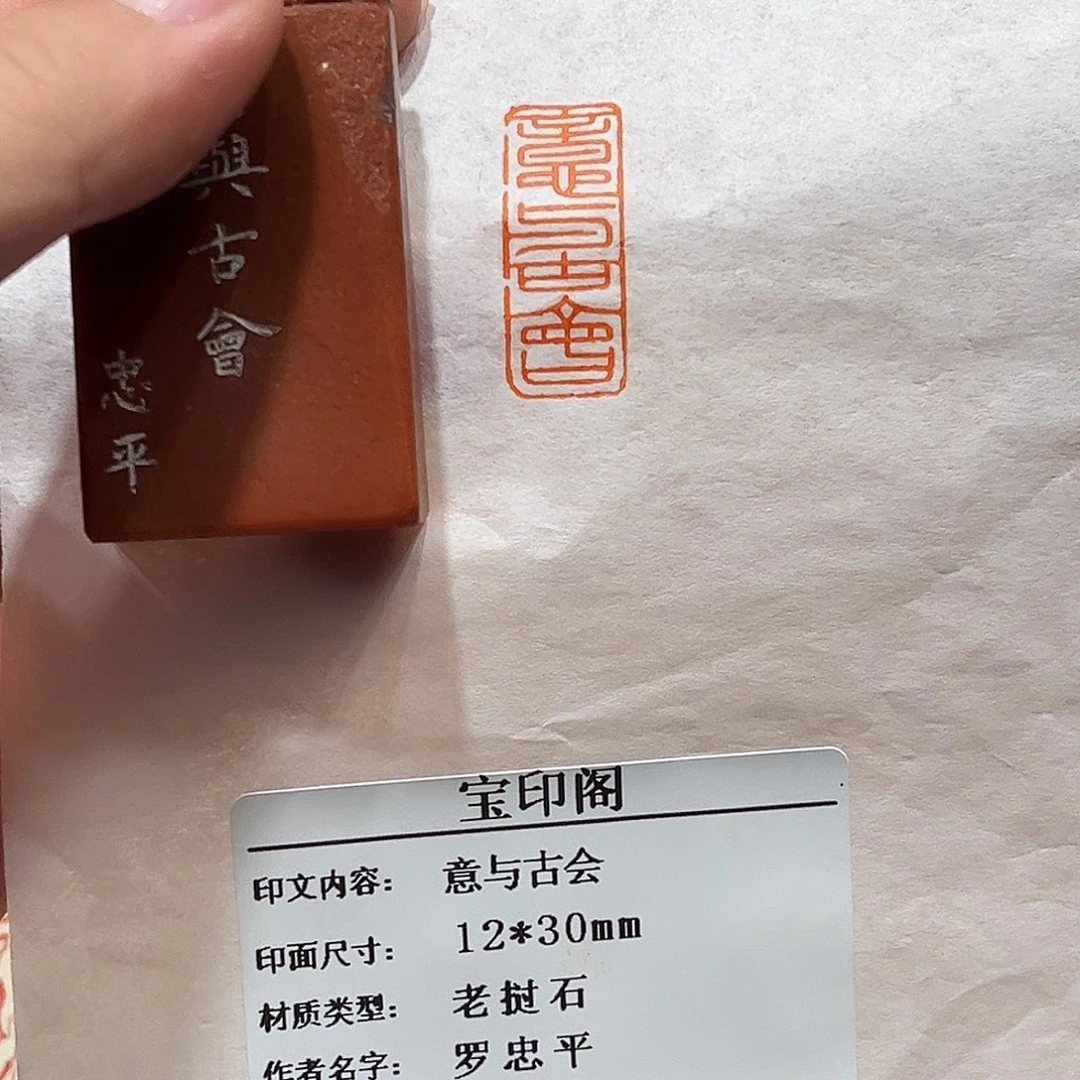 與古會
忠平
意与古會
宝印阁
印文内容： 意与古会
印面尺寸： 12*30mm
材质类型： 老挝石
作者名字： 罗忠平